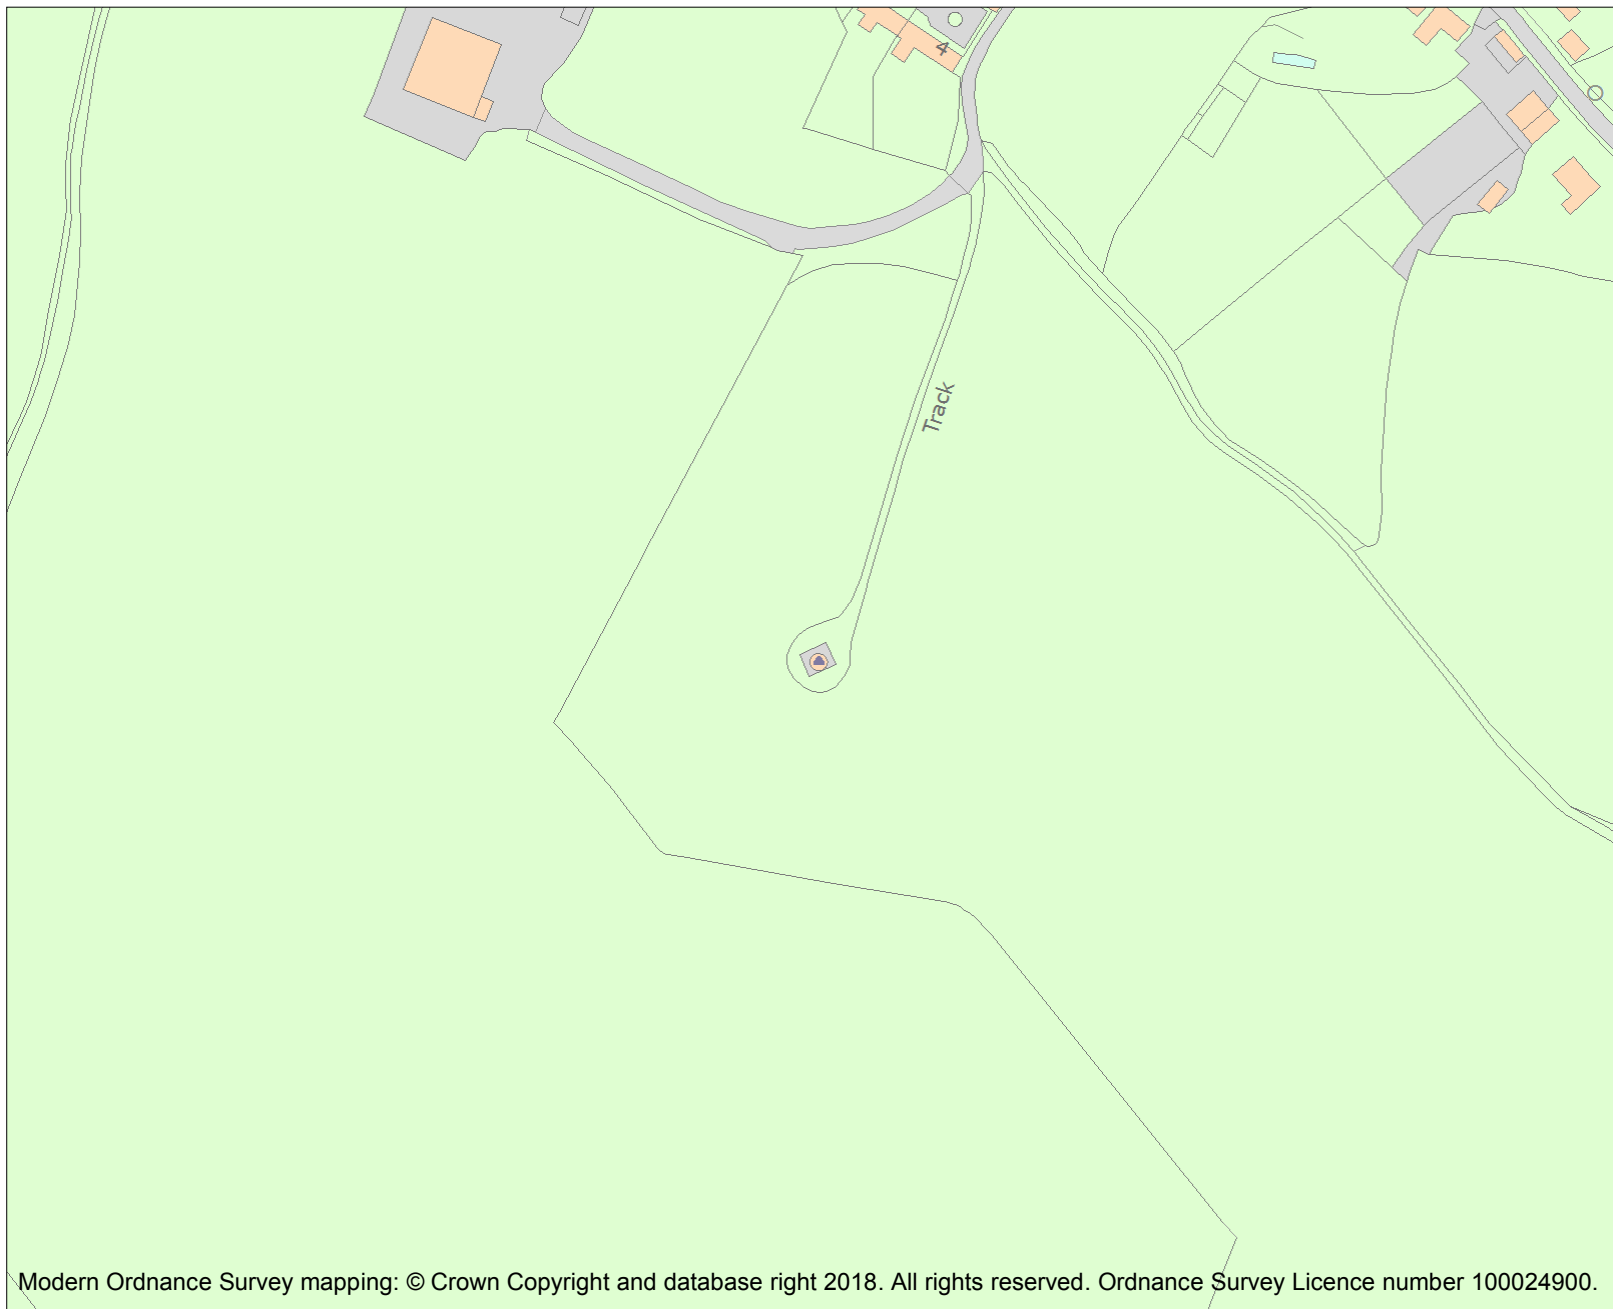 4
Track
Modern Ordnance Survey mapping: © Crown Copyright and database right 2018. All rights reserved. Ordnance Survey Licence number 100024900.